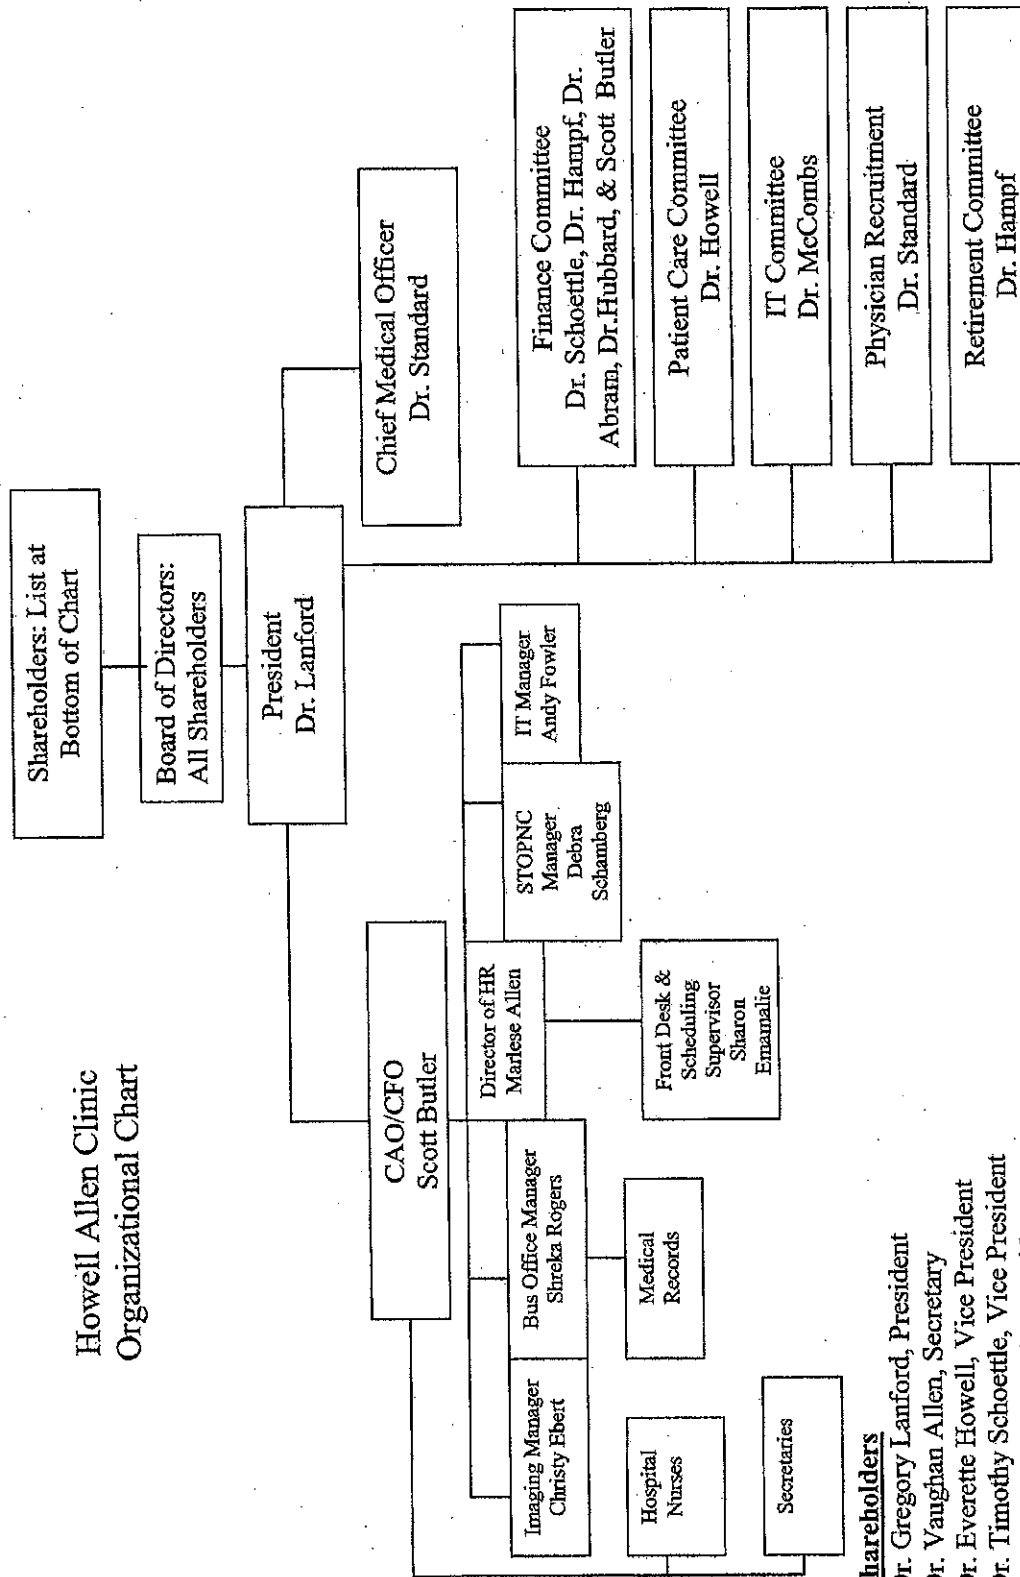 Howell Allen Clinic
Organizational Chart
Shareholders: List at
Bottom of Chart
Board of Directors:
All Shareholders
President
Dr. Lanford
Chief Medical Officer
Dr. Standard
CAO/CFO
Scott Butler
Finance Committee
Dr. Schoettle, Dr. Hampf, Dr.
Abram, Dr.Hubbard, & Scott Butler
Patient Care Committee
Dr. Howell
IT Committee
Dr. McCombs
Physician Recruitment
Dr. Standard
Retirement Committee
Dr. Hampf
Imaging Manager
Christy Ebert
Bus Office Manager
Shreka Rogers
Director of HR
Marlese Allen
STOPNC
Manager
Debra
Schamberg
IT Manager
Andy Fowler
Hospital
Nurses
Medical
Records
Front Desk &
Scheduling
Supervisor
Sharon
Emamalie
Secretaries
hareholders
r. Gregory Lanford, President
r. Vaughan Allen, Secretary
r. Everette Howell, Vice President
r. Timothy Schoettle, Vice President